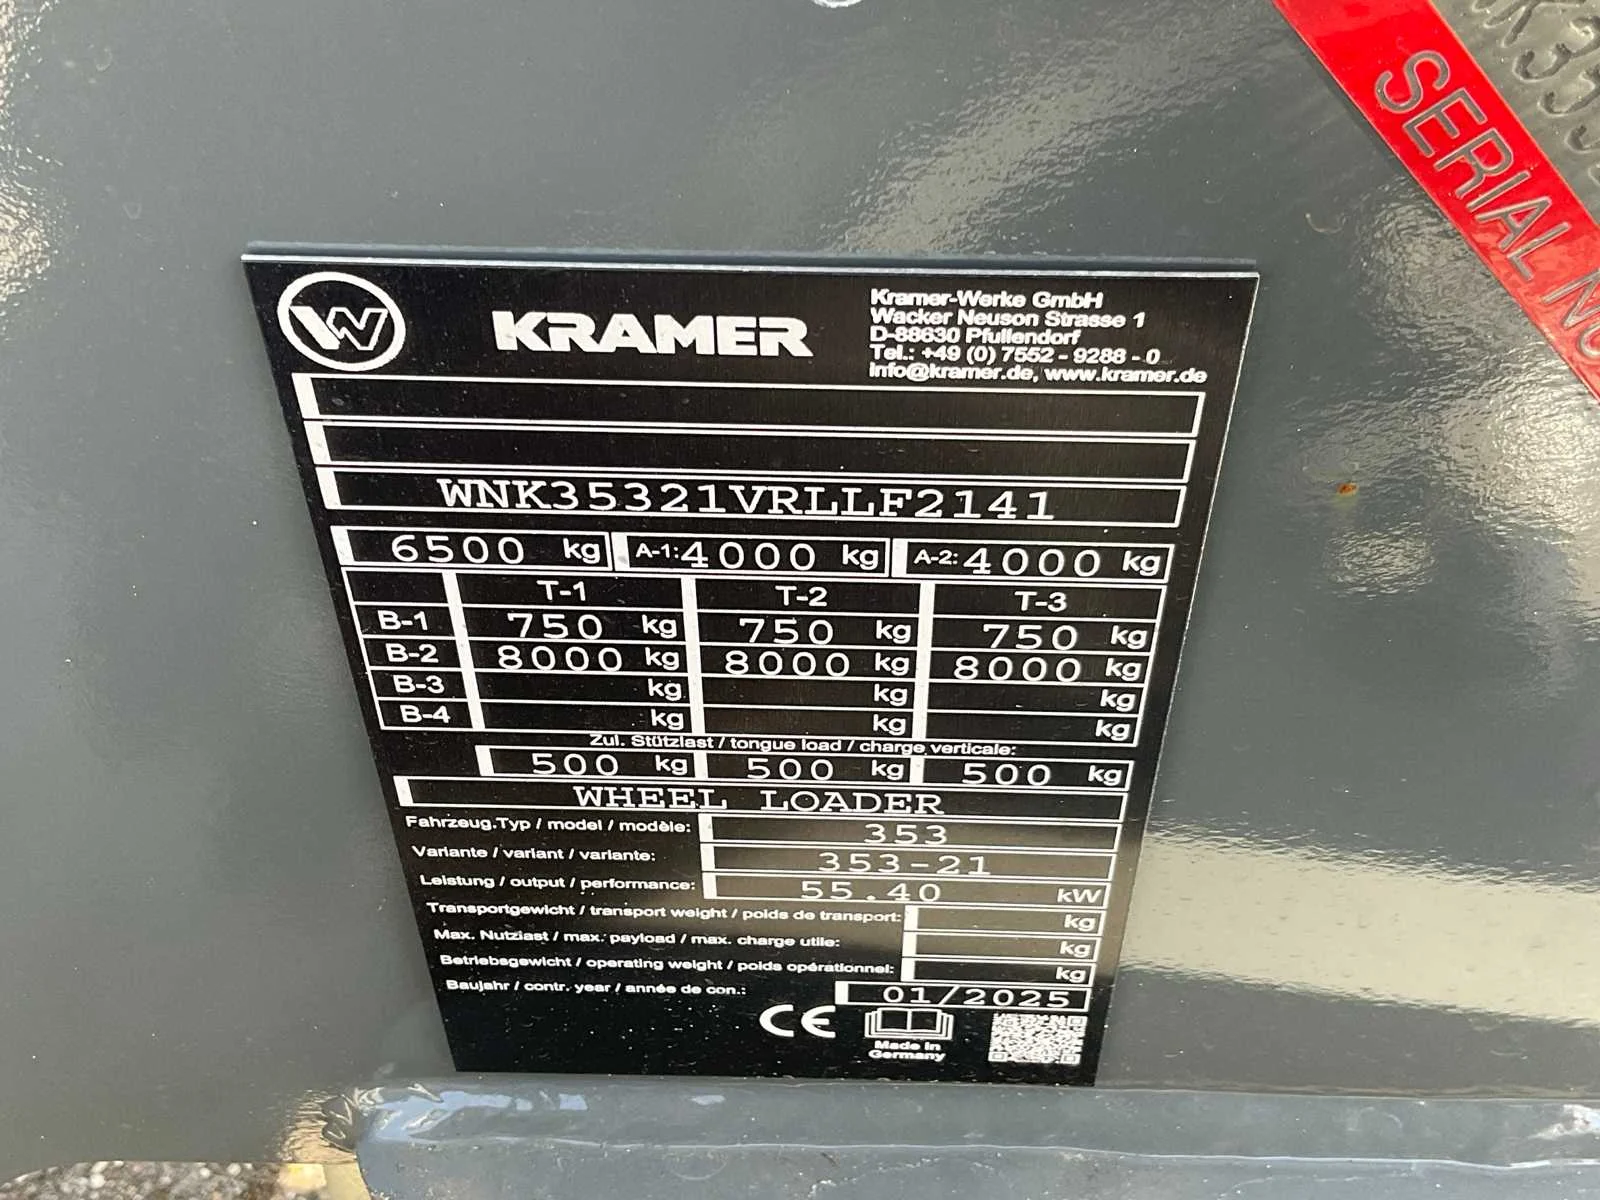 SERIAL NO
W
KRAMER
Kramer-Werke GmbH
Wacker Neuson Strasse 1
D-88630 Pfullendorf
Tel.: +49 (0) 7552 - 9288 - 0
info@kramer.de, www.kramer.de
WNK35321VRLLF2141
6500 kg A-1: 4000 kg A-2: 4000 kg
T-1 T-2 T-3
B-1 750 kg 750 kg 750 kg
B-2 8000 kg 8000 kg 8000 kg
B-3 kg kg kg
B-4 kg kg kg
Zul. Stützlast / tongue load / charge verticale:
500 kg 500 kg 500 kg
WHEEL LOADER
Fahrzeug.Typ / model / modèle: 353
Variante / variant / variante: 353-21
Leistung / output / performance: 55.40 kW
Transportgewicht / transport weight / poids de transport: kg
Max. Nutzlast / max. payload / max. charge utile: kg
Betriebsgewicht / operating weight / poids opérationnel: kg
Baujahr / contr. year / année de con.: 01/2025
CE
Made in
Germany